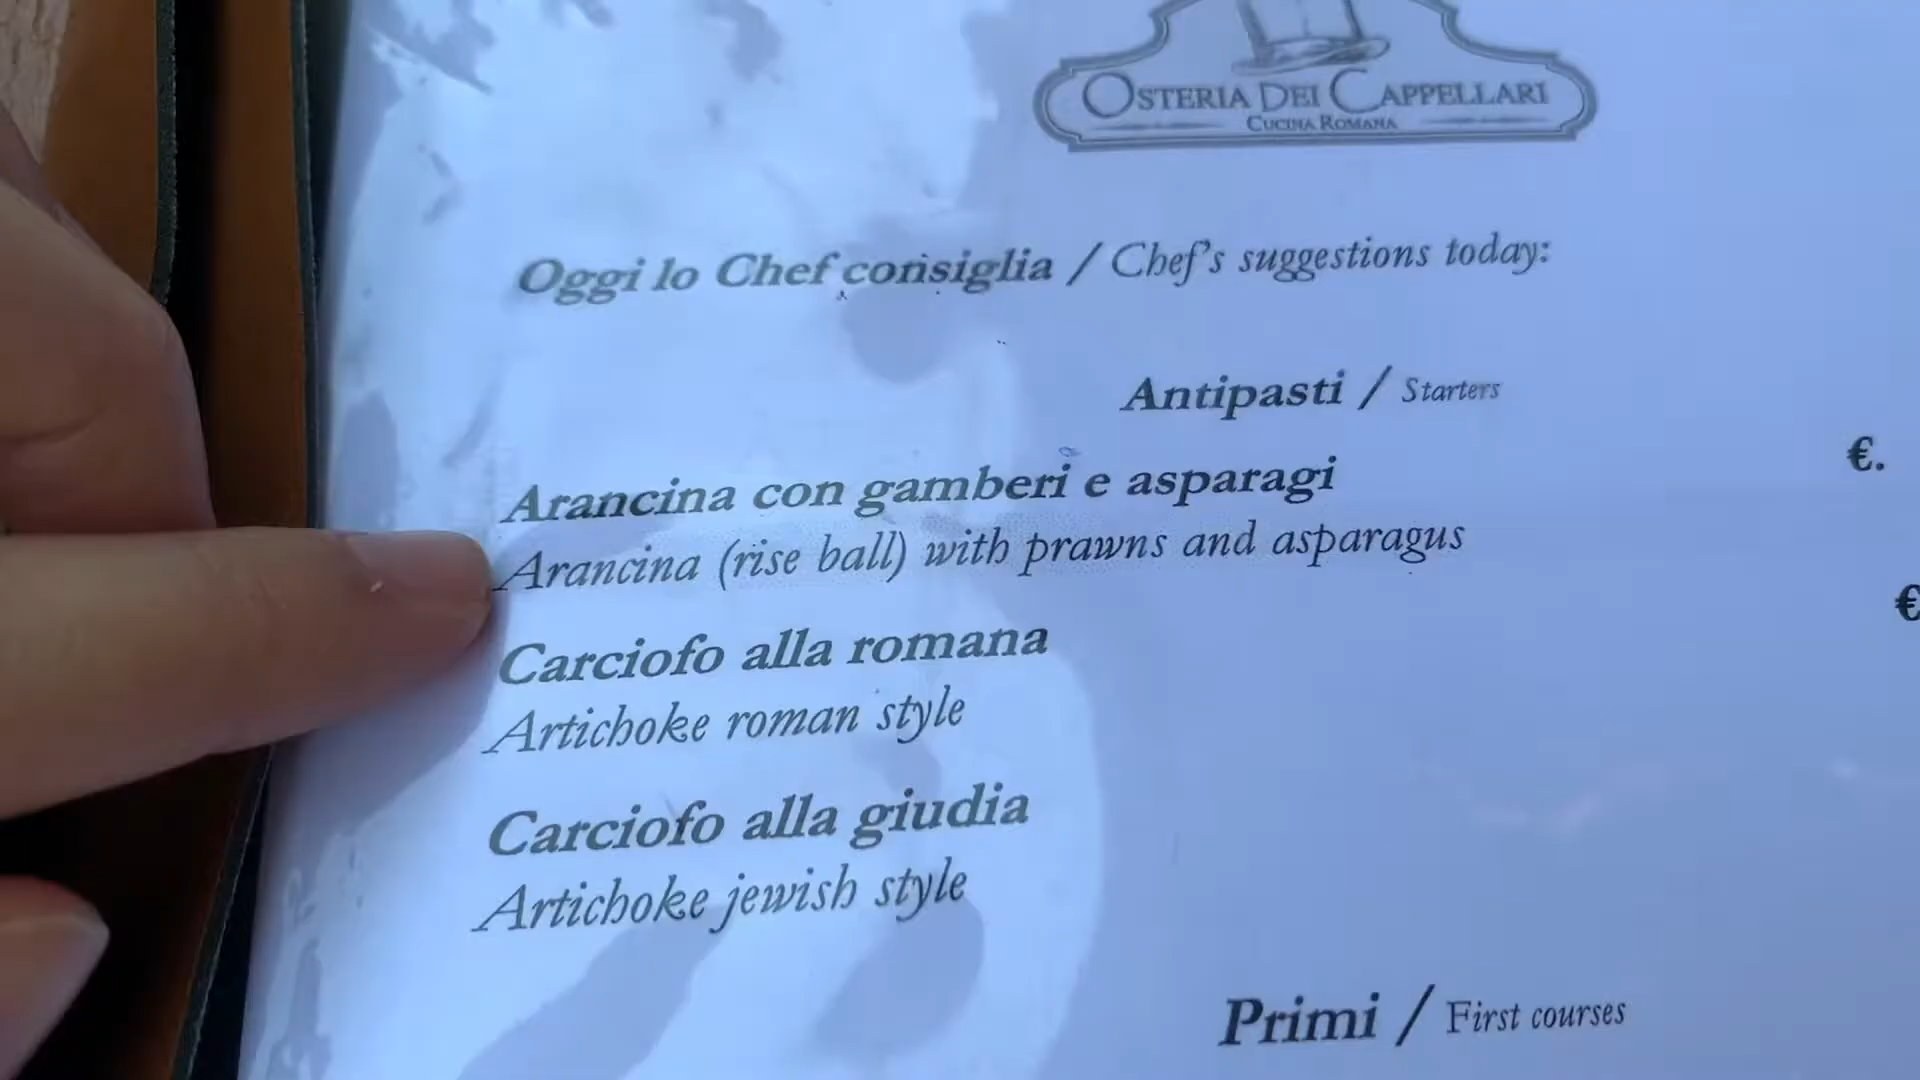 Osteria Dei Cappellari
Cucina Romana
Oggi lo Chef consiglia / Chef's suggestions today:
Antipasti / Starters
€.
Arancina con gamberi e asparagi
Arancina (rise ball) with prawns and asparagus
€
Carciofo alla romana
Artichoke roman style
Carciofo alla giudia
Artichoke jewish style
Primi / First courses